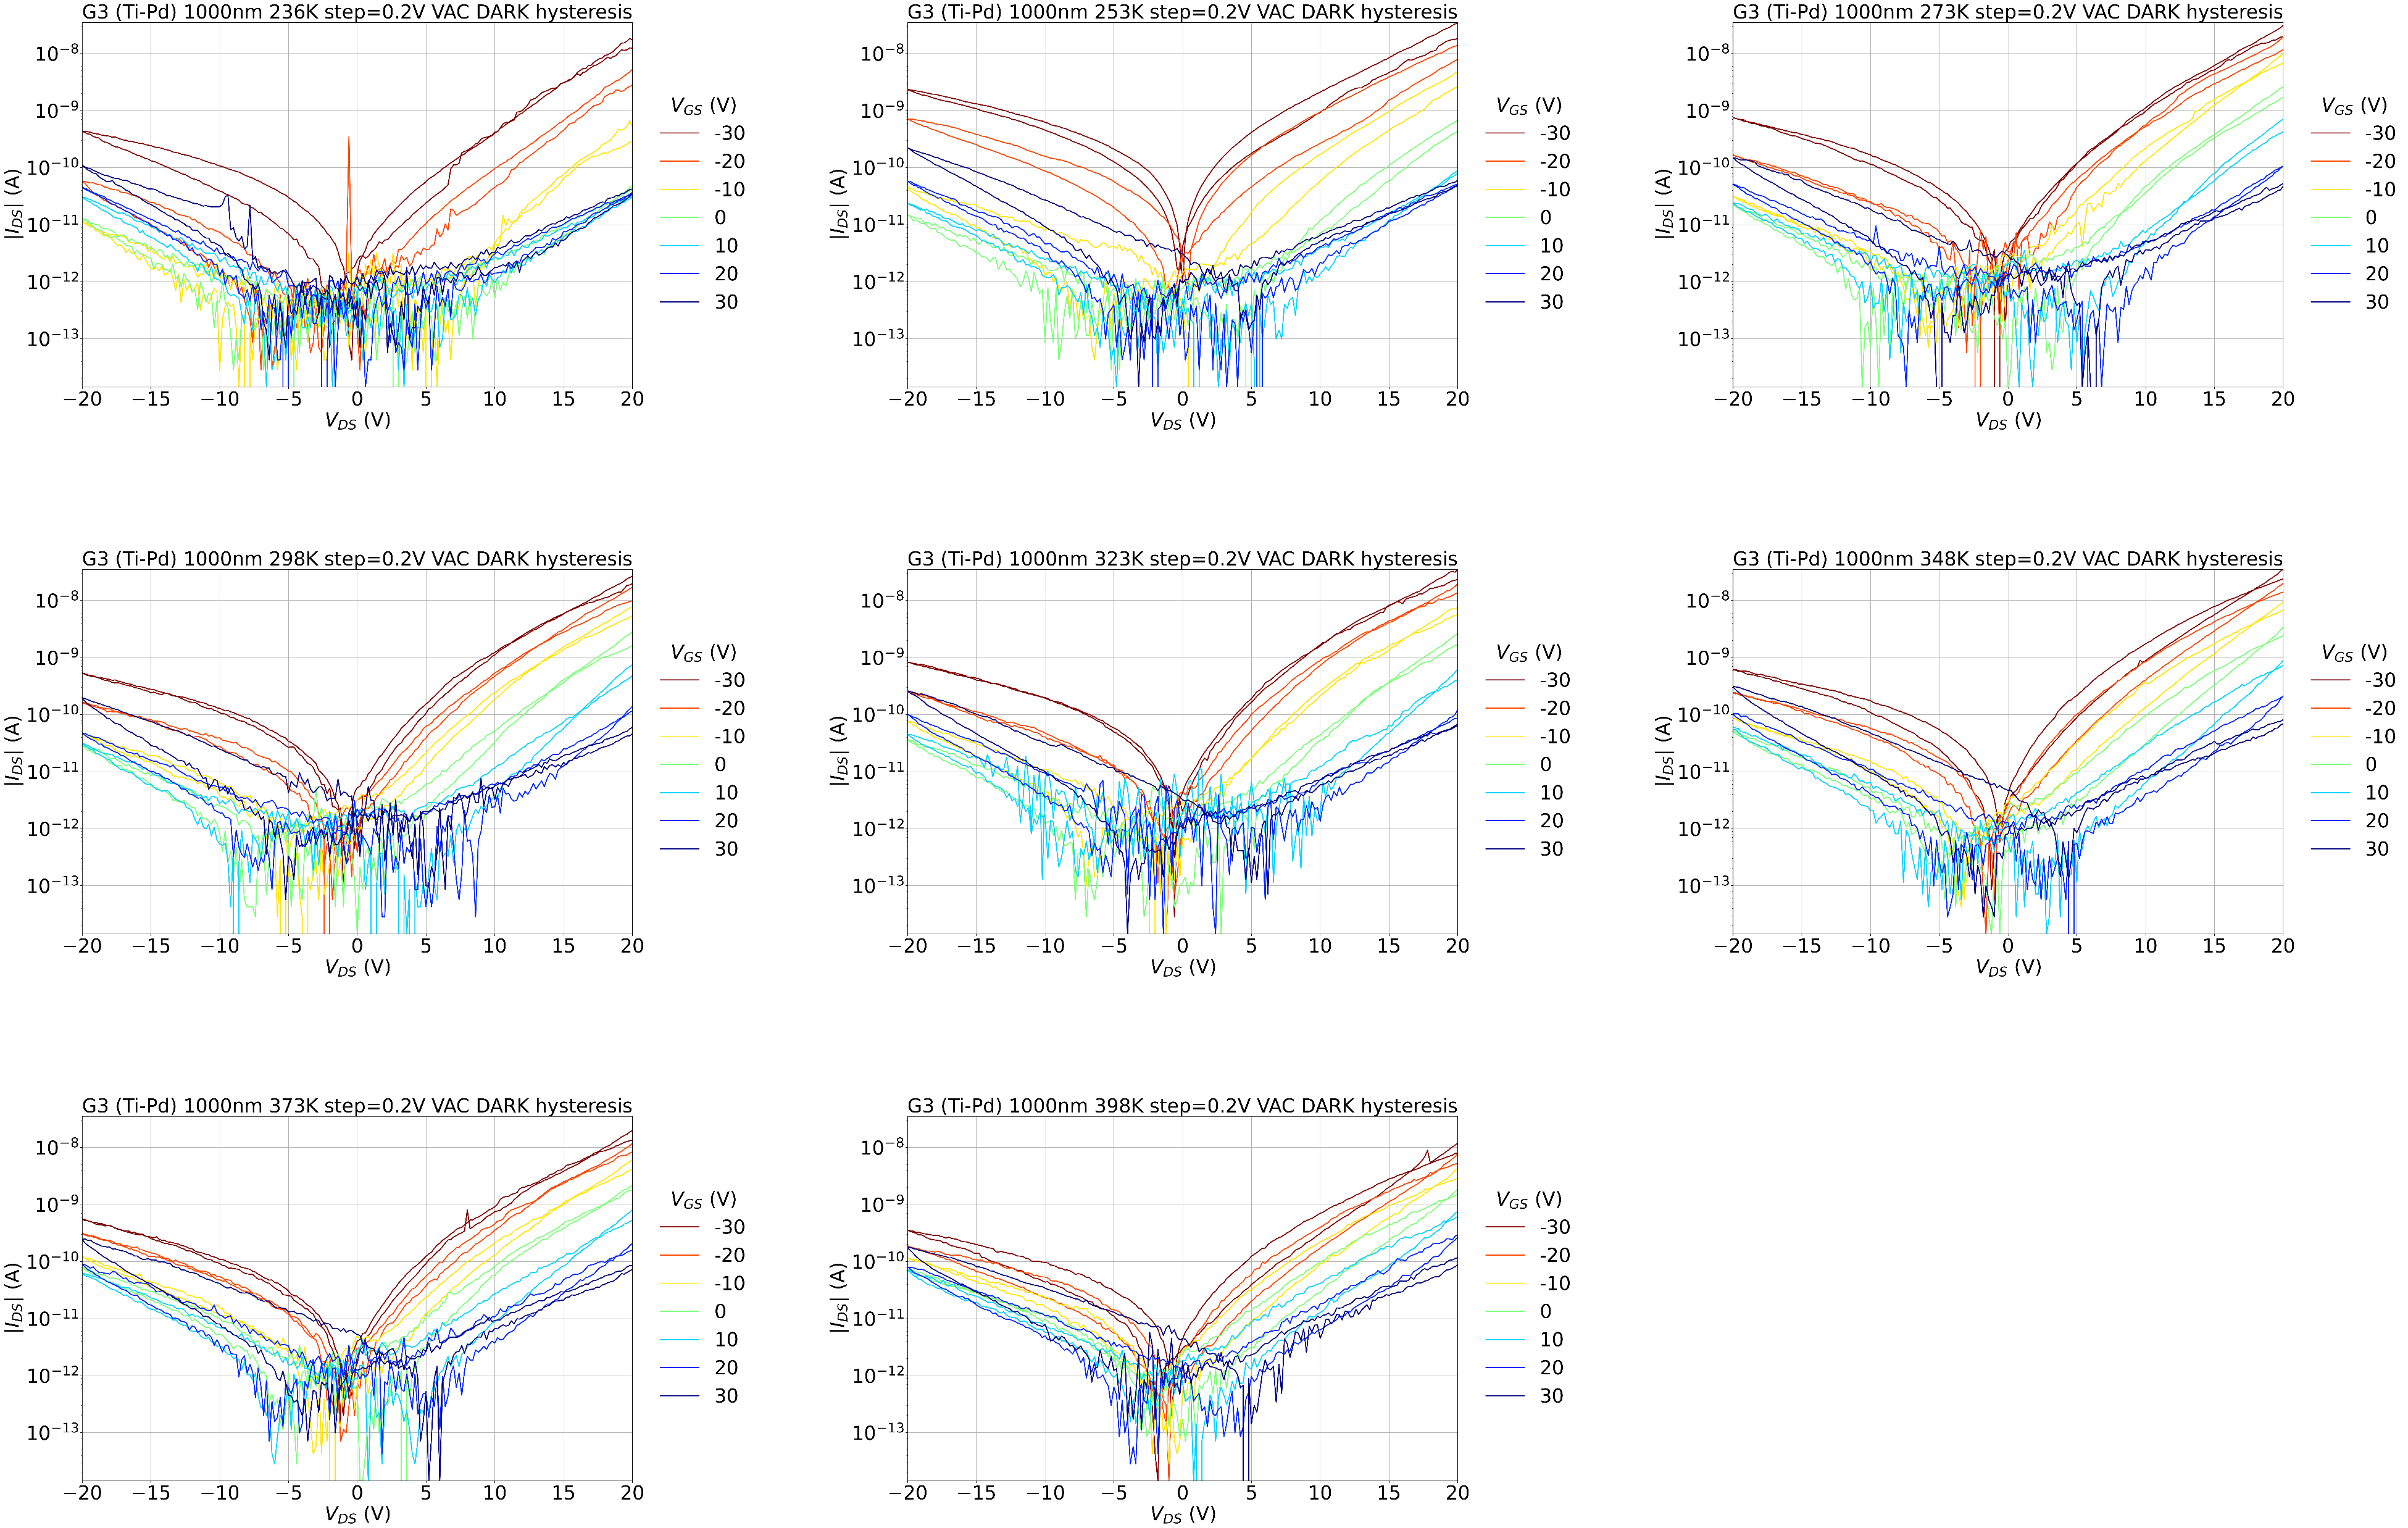 G3 (Ti-Pd) 1000nm 236K step=0.2V VAC DARK hysteresis
|I_DS| (A)
10⁻⁸
10⁻⁹
10⁻¹⁰
10⁻¹¹
10⁻¹²
10⁻¹³
−20 −15 −10 −5 0 5 10 15 20
V_DS (V)
V_GS (V)
-30
-20
-10
0
10
20
30
G3 (Ti-Pd) 1000nm 253K step=0.2V VAC DARK hysteresis
|I_DS| (A)
10⁻⁸
10⁻⁹
10⁻¹⁰
10⁻¹¹
10⁻¹²
10⁻¹³
−20 −15 −10 −5 0 5 10 15 20
V_DS (V)
V_GS (V)
-30
-20
-10
0
10
20
30
G3 (Ti-Pd) 1000nm 273K step=0.2V VAC DARK hysteresis
|I_DS| (A)
10⁻⁸
10⁻⁹
10⁻¹⁰
10⁻¹¹
10⁻¹²
10⁻¹³
−20 −15 −10 −5 0 5 10 15 20
V_DS (V)
V_GS (V)
-30
-20
-10
0
10
20
30
G3 (Ti-Pd) 1000nm 298K step=0.2V VAC DARK hysteresis
|I_DS| (A)
10⁻⁸
10⁻⁹
10⁻¹⁰
10⁻¹¹
10⁻¹²
10⁻¹³
−20 −15 −10 −5 0 5 10 15 20
V_DS (V)
V_GS (V)
-30
-20
-10
0
10
20
30
G3 (Ti-Pd) 1000nm 323K step=0.2V VAC DARK hysteresis
|I_DS| (A)
10⁻⁸
10⁻⁹
10⁻¹⁰
10⁻¹¹
10⁻¹²
10⁻¹³
−20 −15 −10 −5 0 5 10 15 20
V_DS (V)
V_GS (V)
-30
-20
-10
0
10
20
30
G3 (Ti-Pd) 1000nm 348K step=0.2V VAC DARK hysteresis
|I_DS| (A)
10⁻⁸
10⁻⁹
10⁻¹⁰
10⁻¹¹
10⁻¹²
10⁻¹³
−20 −15 −10 −5 0 5 10 15 20
V_DS (V)
V_GS (V)
-30
-20
-10
0
10
20
30
G3 (Ti-Pd) 1000nm 373K step=0.2V VAC DARK hysteresis
|I_DS| (A)
10⁻⁸
10⁻⁹
10⁻¹⁰
10⁻¹¹
10⁻¹²
10⁻¹³
−20 −15 −10 −5 0 5 10 15 20
V_DS (V)
V_GS (V)
-30
-20
-10
0
10
20
30
G3 (Ti-Pd) 1000nm 398K step=0.2V VAC DARK hysteresis
|I_DS| (A)
10⁻⁸
10⁻⁹
10⁻¹⁰
10⁻¹¹
10⁻¹²
10⁻¹³
−20 −15 −10 −5 0 5 10 15 20
V_DS (V)
V_GS (V)
-30
-20
-10
0
10
20
30